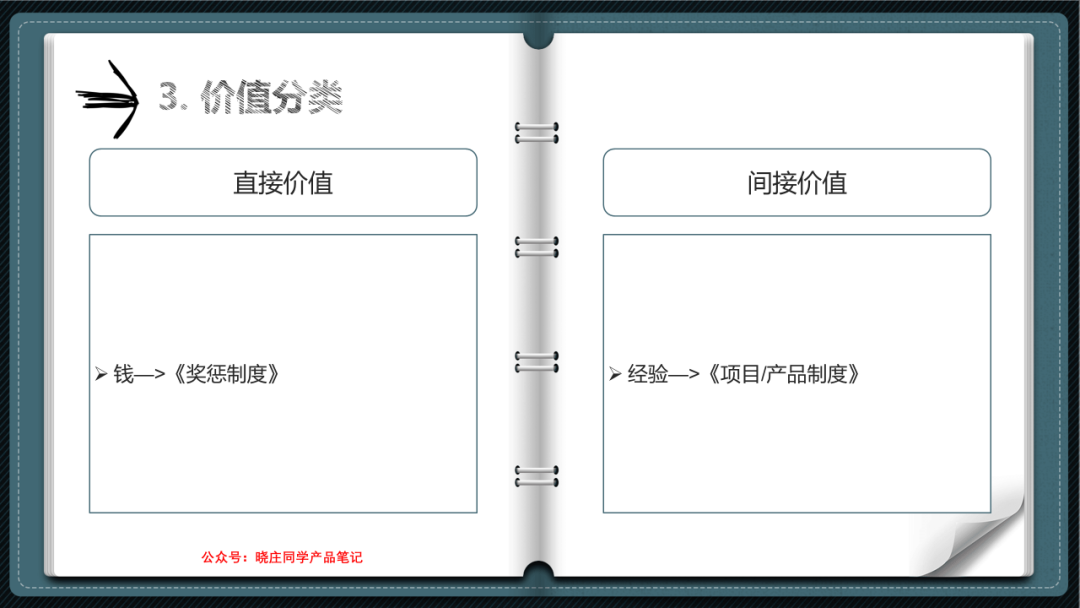 3. 价值分类
直接价值
钱—>《奖惩制度》
间接价值
经验—>《项目/产品制度》
公众号：晓庄同学产品笔记